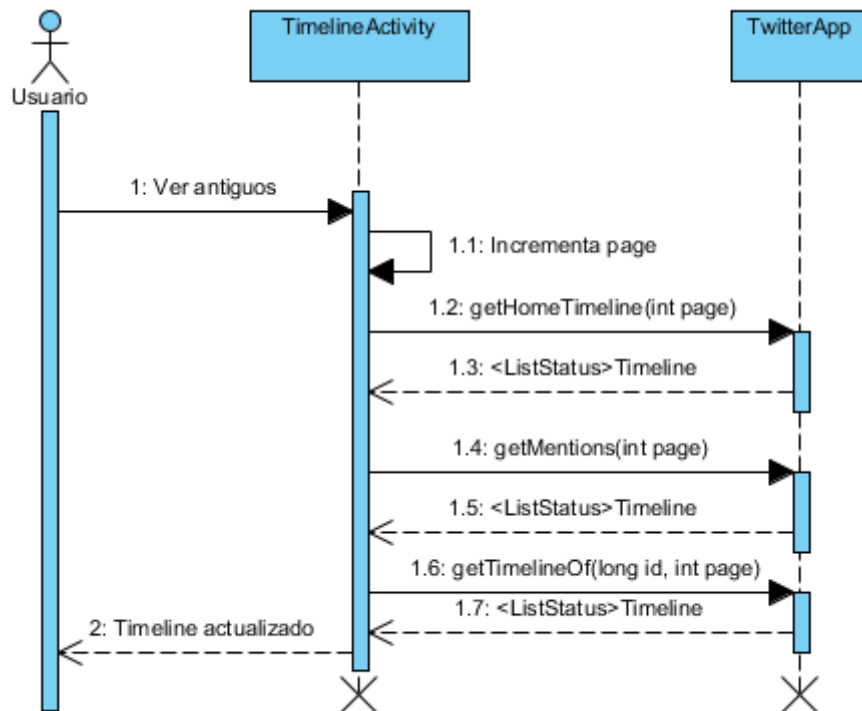 TimelineActivity
TwitterApp
Usuario
1: Ver antiguos
1.1: Incrementa page
1.2: getHomeTimeline(int page)
1.3: <ListStatus>Timeline
1.4: getMentions(int page)
1.5: <ListStatus>Timeline
1.6: getTimelineOf(long id, int page)
1.7: <ListStatus>Timeline
2: Timeline actualizado